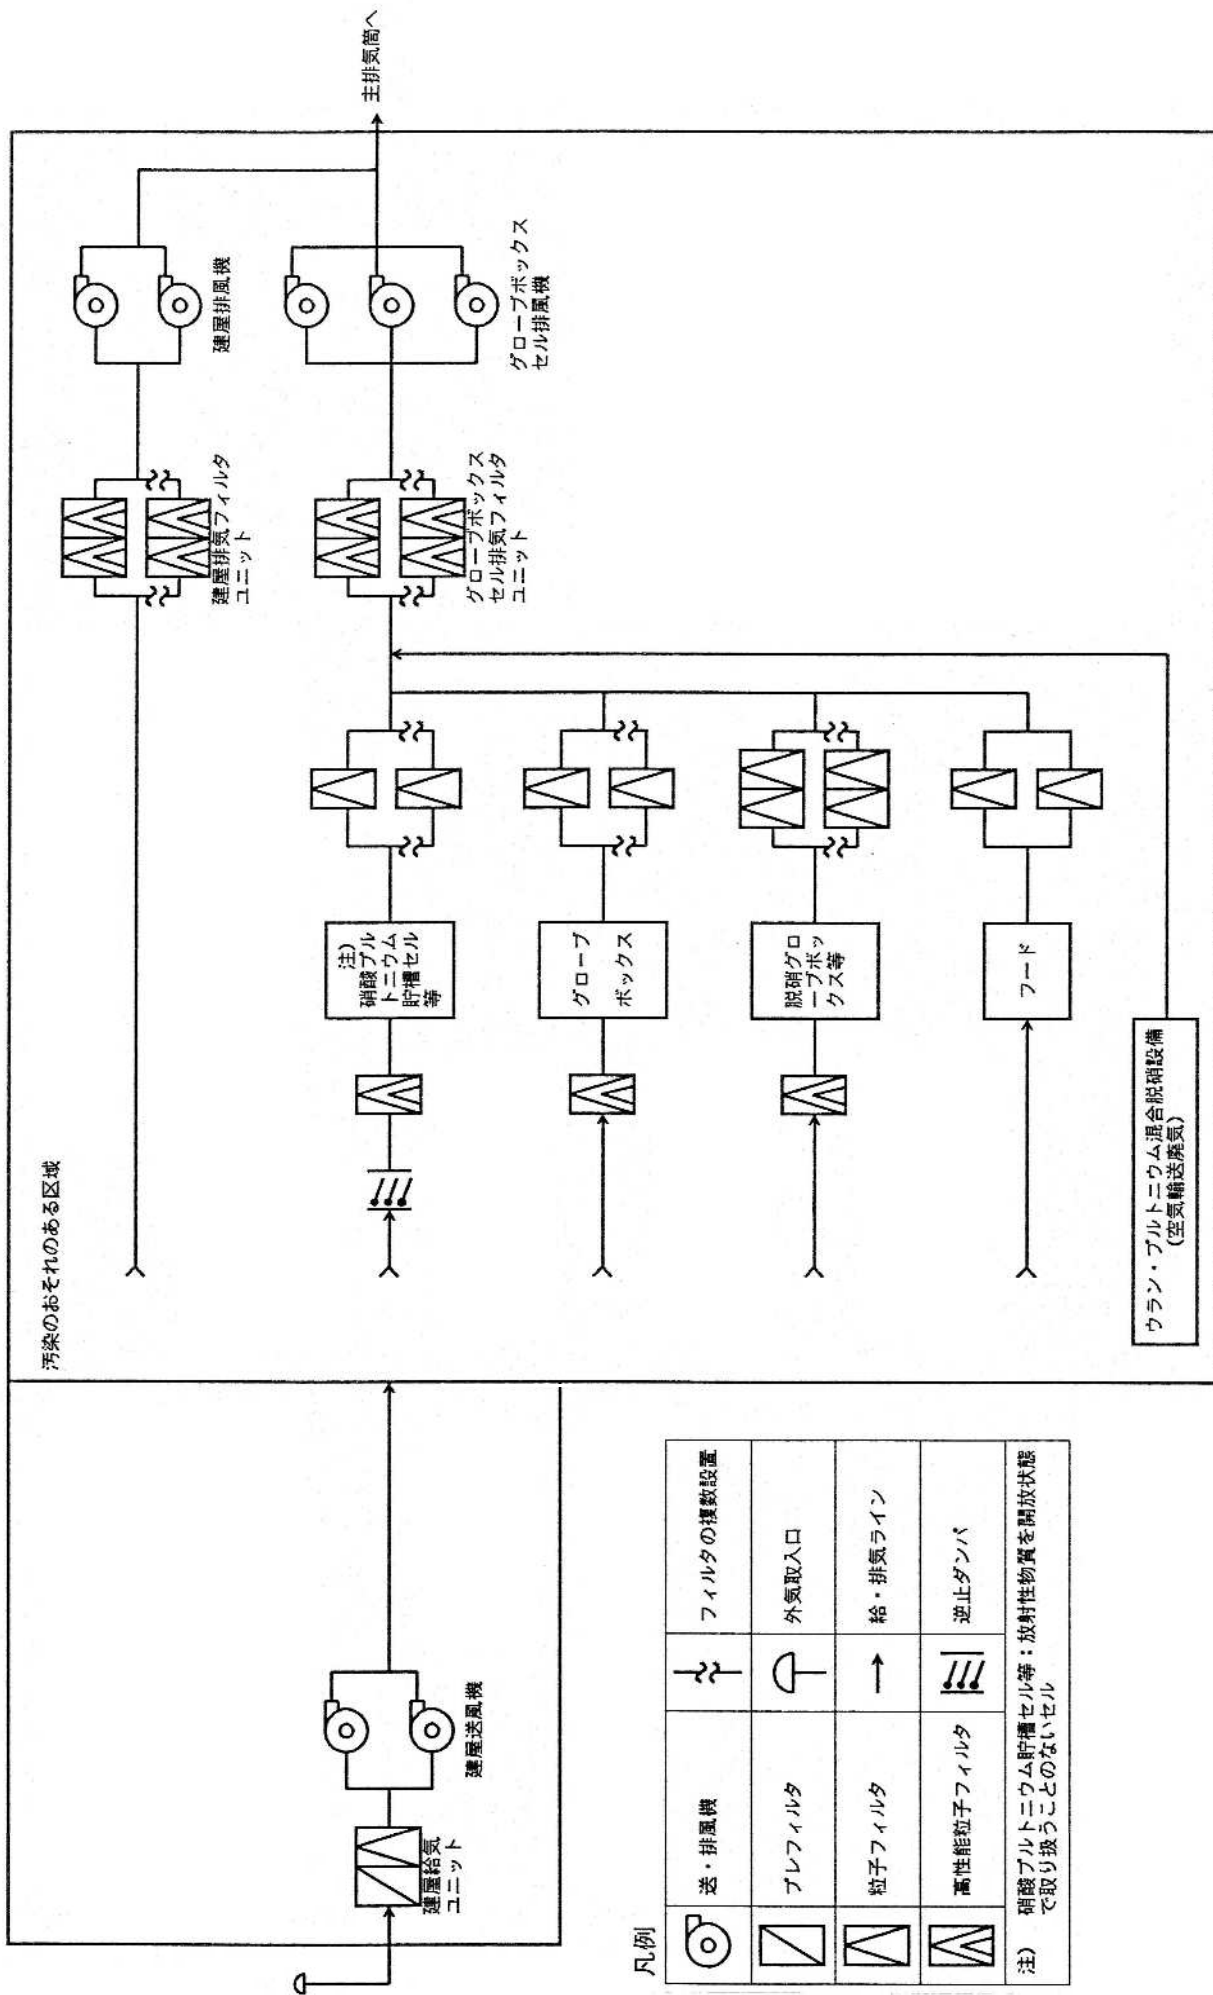 汚染のおそれのある区域
主排気筒へ
建屋給気
ユニット
建屋送風機
建屋排気フィルタ
ユニット
建屋排風機
注)
硝酸プル
トニウム
貯槽セル
等
グローブボックス
セル排気フィルタ
ユニット
グローブボックス
セル排風機
グローブ
ボックス
脱硝グロ
ーブボッ
クス等
フード
ウラン・プルトニウム混合脱硝設備
(空気輸送廃気)
凡例
送・排風機
フィルタの複数設置
プレフィルタ
外気取入口
粒子フィルタ
給・排気ライン
高性能粒子フィルタ
逆止ダンパ
注) 硝酸プルトニウム貯槽セル等:放射性物質を開放状態
で取り扱うことのないセル